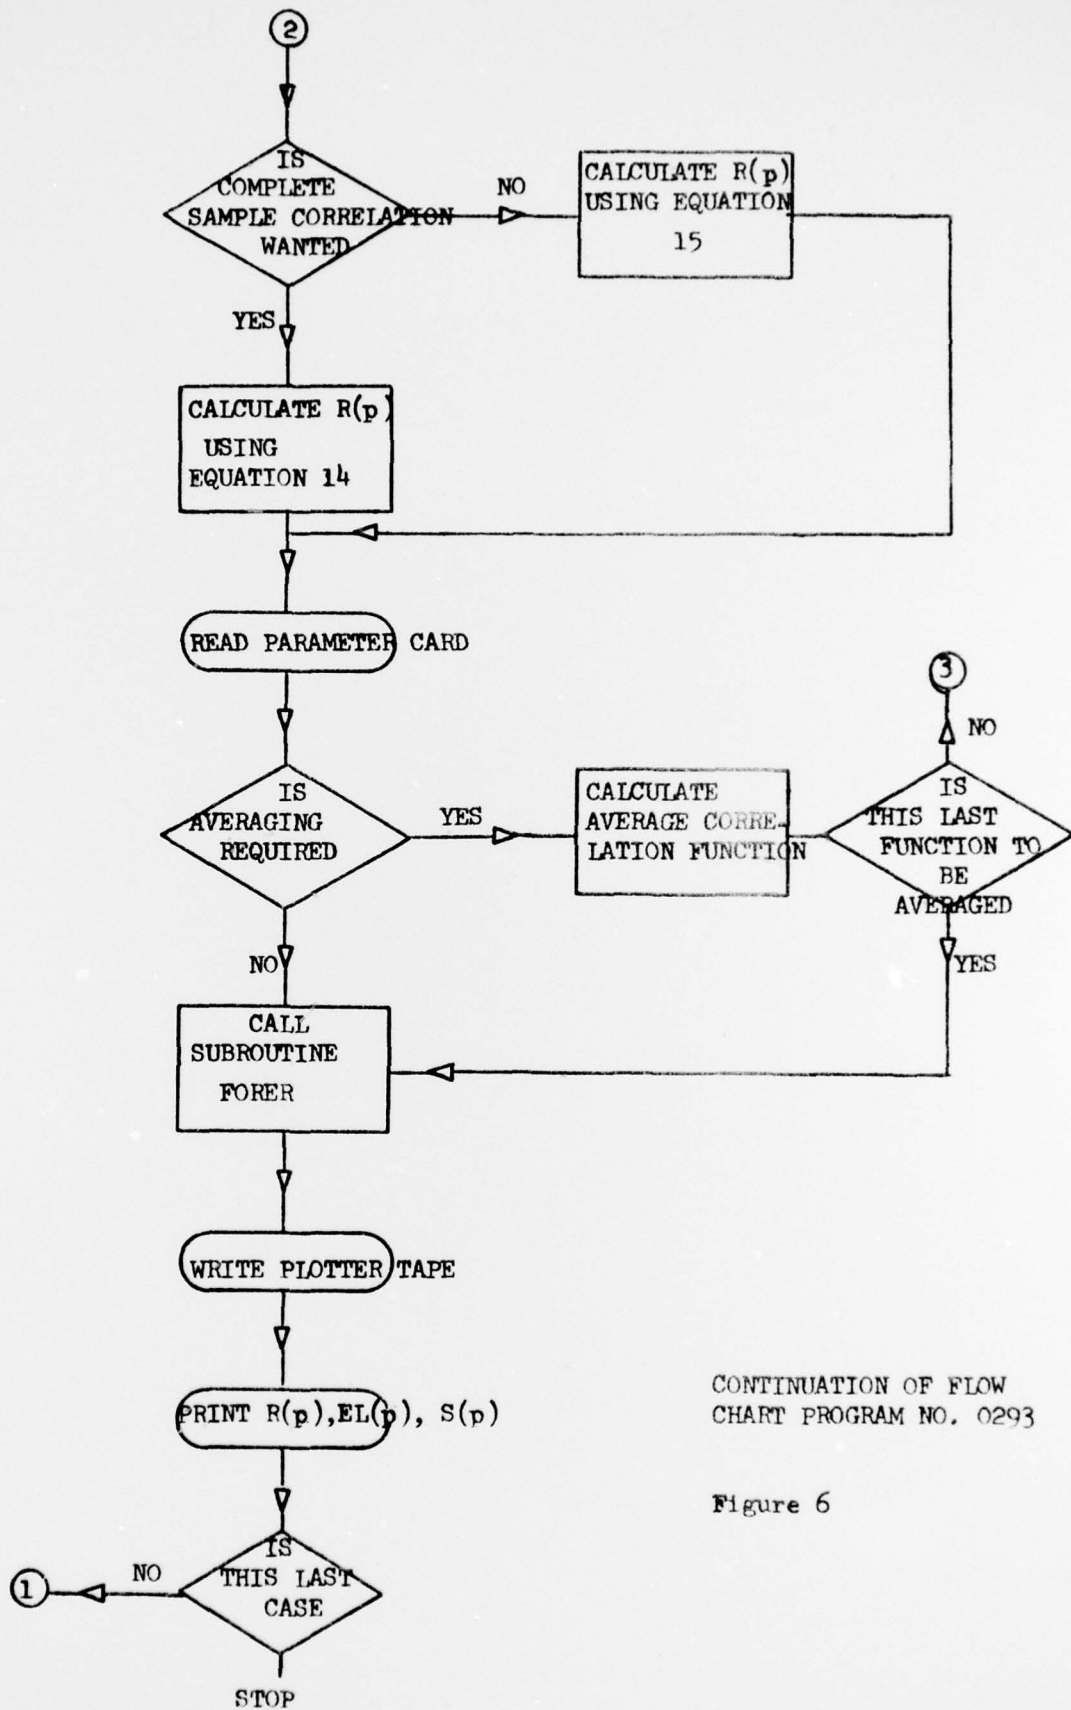 2
IS
COMPLETE
SAMPLE CORRELATION
WANTED
NO
CALCULATE R(p)
USING EQUATION
15
YES
CALCULATE R(p)
USING
EQUATION 14
READ PARAMETER CARD
3
NO
IS
AVERAGING
REQUIRED
YES
CALCULATE
AVERAGE CORRE-
LATION FUNCTION
IS
THIS LAST
FUNCTION TO
BE
AVERAGED
NO
YES
CALL
SUBROUTINE
FORER
WRITE PLOTTER TAPE
PRINT R(p),EL(p), S(p)
CONTINUATION OF FLOW
CHART PROGRAM NO. 0293
Figure 6
1
NO
IS
THIS LAST
CASE
STOP